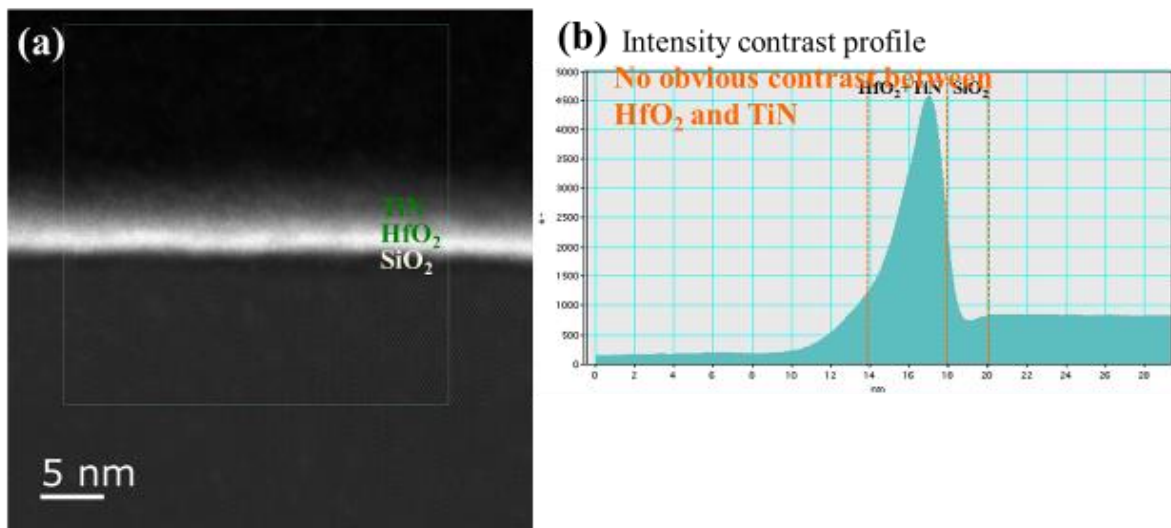 (a)
TiN
HfO₂
SiO₂
5 nm
(b) Intensity contrast profile
No obvious contrast between
HfO₂ and TiN
HfO₂+TiN SiO₂
5000
4500
4000
3500
3000
2500
2000
1500
1000
500
0
0 2 4 6 8 10 12 14 16 18 20 22 24 26 28
nm